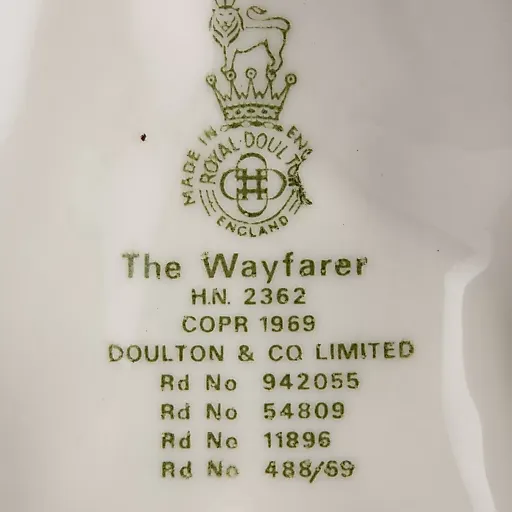 MADE IN ENG
ROYAL·DOULTON
ENGLAND
The Wayfarer
H.N. 2362
COPR 1969
DOULTON & CO LIMITED
Rd No 942055
Rd No 54809
Rd No 11896
Rd No 488/69